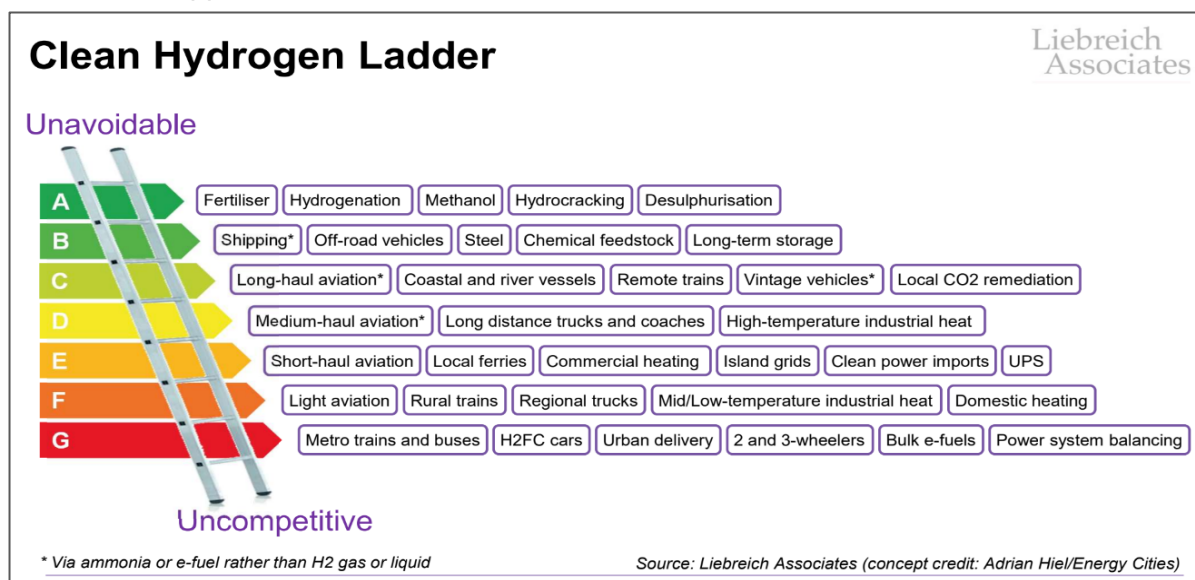 Clean Hydrogen Ladder
Liebreich
Associates
Unavoidable
A Fertiliser Hydrogenation Methanol Hydrocracking Desulphurisation
B Shipping* Off-road vehicles Steel Chemical feedstock Long-term storage
C Long-haul aviation* Coastal and river vessels Remote trains Vintage vehicles* Local CO2 remediation
D Medium-haul aviation* Long distance trucks and coaches High-temperature industrial heat
E Short-haul aviation Local ferries Commercial heating Island grids Clean power imports UPS
F Light aviation Rural trains Regional trucks Mid/Low-temperature industrial heat Domestic heating
G Metro trains and buses H2FC cars Urban delivery 2 and 3-wheelers Bulk e-fuels Power system balancing
Uncompetitive
* Via ammonia or e-fuel rather than H2 gas or liquid Source: Liebreich Associates (concept credit: Adrian Hiel/Energy Cities)